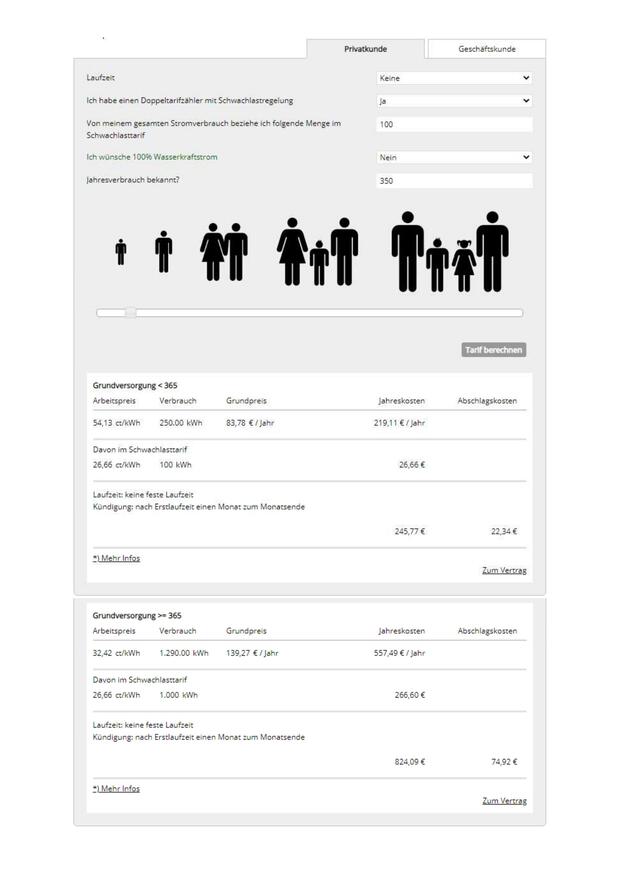 Privatkunde Geschäftskunde
Laufzeit Keine
Ich habe einen Doppeltarifzähler mit Schwachlastregelung Ja
Von meinem gesamten Stromverbrauch beziehe ich folgende Menge im 100
Schwachlasttarif
Ich wünsche 100% Wasserkraftstrom Nein
Jahresverbrauch bekannt? 350
Tarif berechnen
Grundversorgung < 365
Arbeitspreis Verbrauch Grundpreis Jahreskosten Abschlagskosten
54,13 ct/kWh 250.00 kWh 83,78 € / Jahr 219,11 € / Jahr
Davon im Schwachlasttarif
26,66 ct/kWh 100 kWh 26,66 €
Laufzeit: keine feste Laufzeit
Kündigung: nach Erstlaufzeit einen Monat zum Monatsende
245,77 € 22,34 €
*) Mehr Infos
Zum Vertrag
Grundversorgung >= 365
Arbeitspreis Verbrauch Grundpreis Jahreskosten Abschlagskosten
32,42 ct/kWh 1.290.00 kWh 139,27 € / Jahr 557,49 € / Jahr
Davon im Schwachlasttarif
26,66 ct/kWh 1.000 kWh 266,60 €
Laufzeit: keine feste Laufzeit
Kündigung: nach Erstlaufzeit einen Monat zum Monatsende
824,09 € 74,92 €
*) Mehr Infos
Zum Vertrag